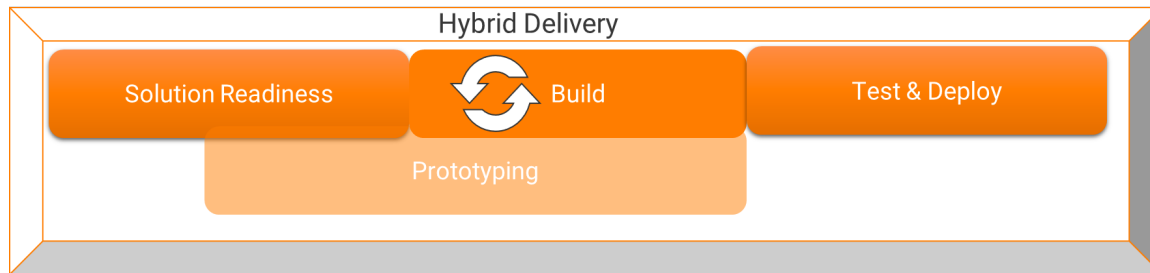 Hybrid Delivery
Solution Readiness
Build
Test & Deploy
Prototyping